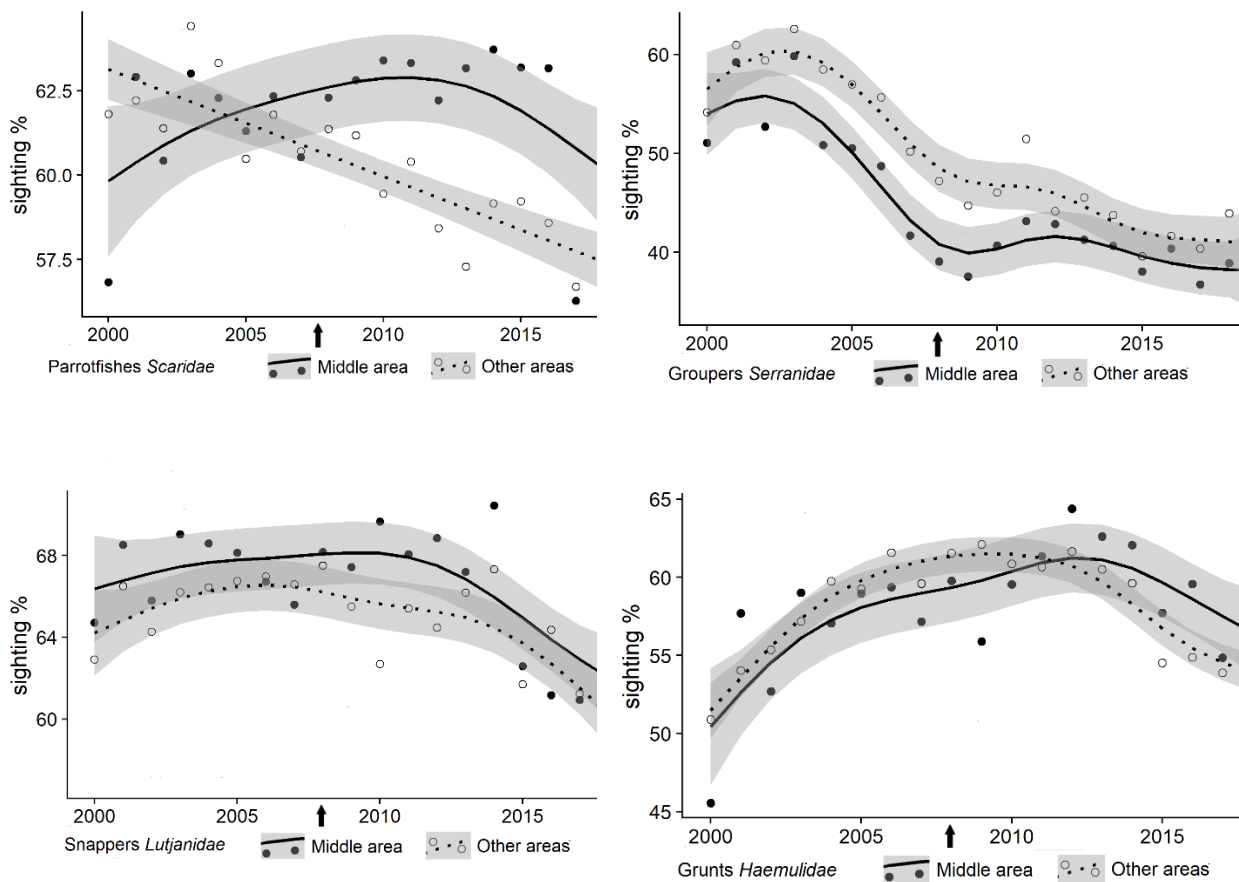 sighting %
62.5
60.0
57.5
2000 2005 2010 2015
Parrotfishes Scaridae Middle area Other areas
sighting %
60
50
40
2000 2005 2010 2015
Groupers Serranidae Middle area Other areas
sighting %
68
64
60
2000 2005 2010 2015
Snappers Lutjanidae Middle area Other areas
sighting %
65
60
55
50
45
2000 2005 2010 2015
Grunts Haemulidae Middle area Other areas